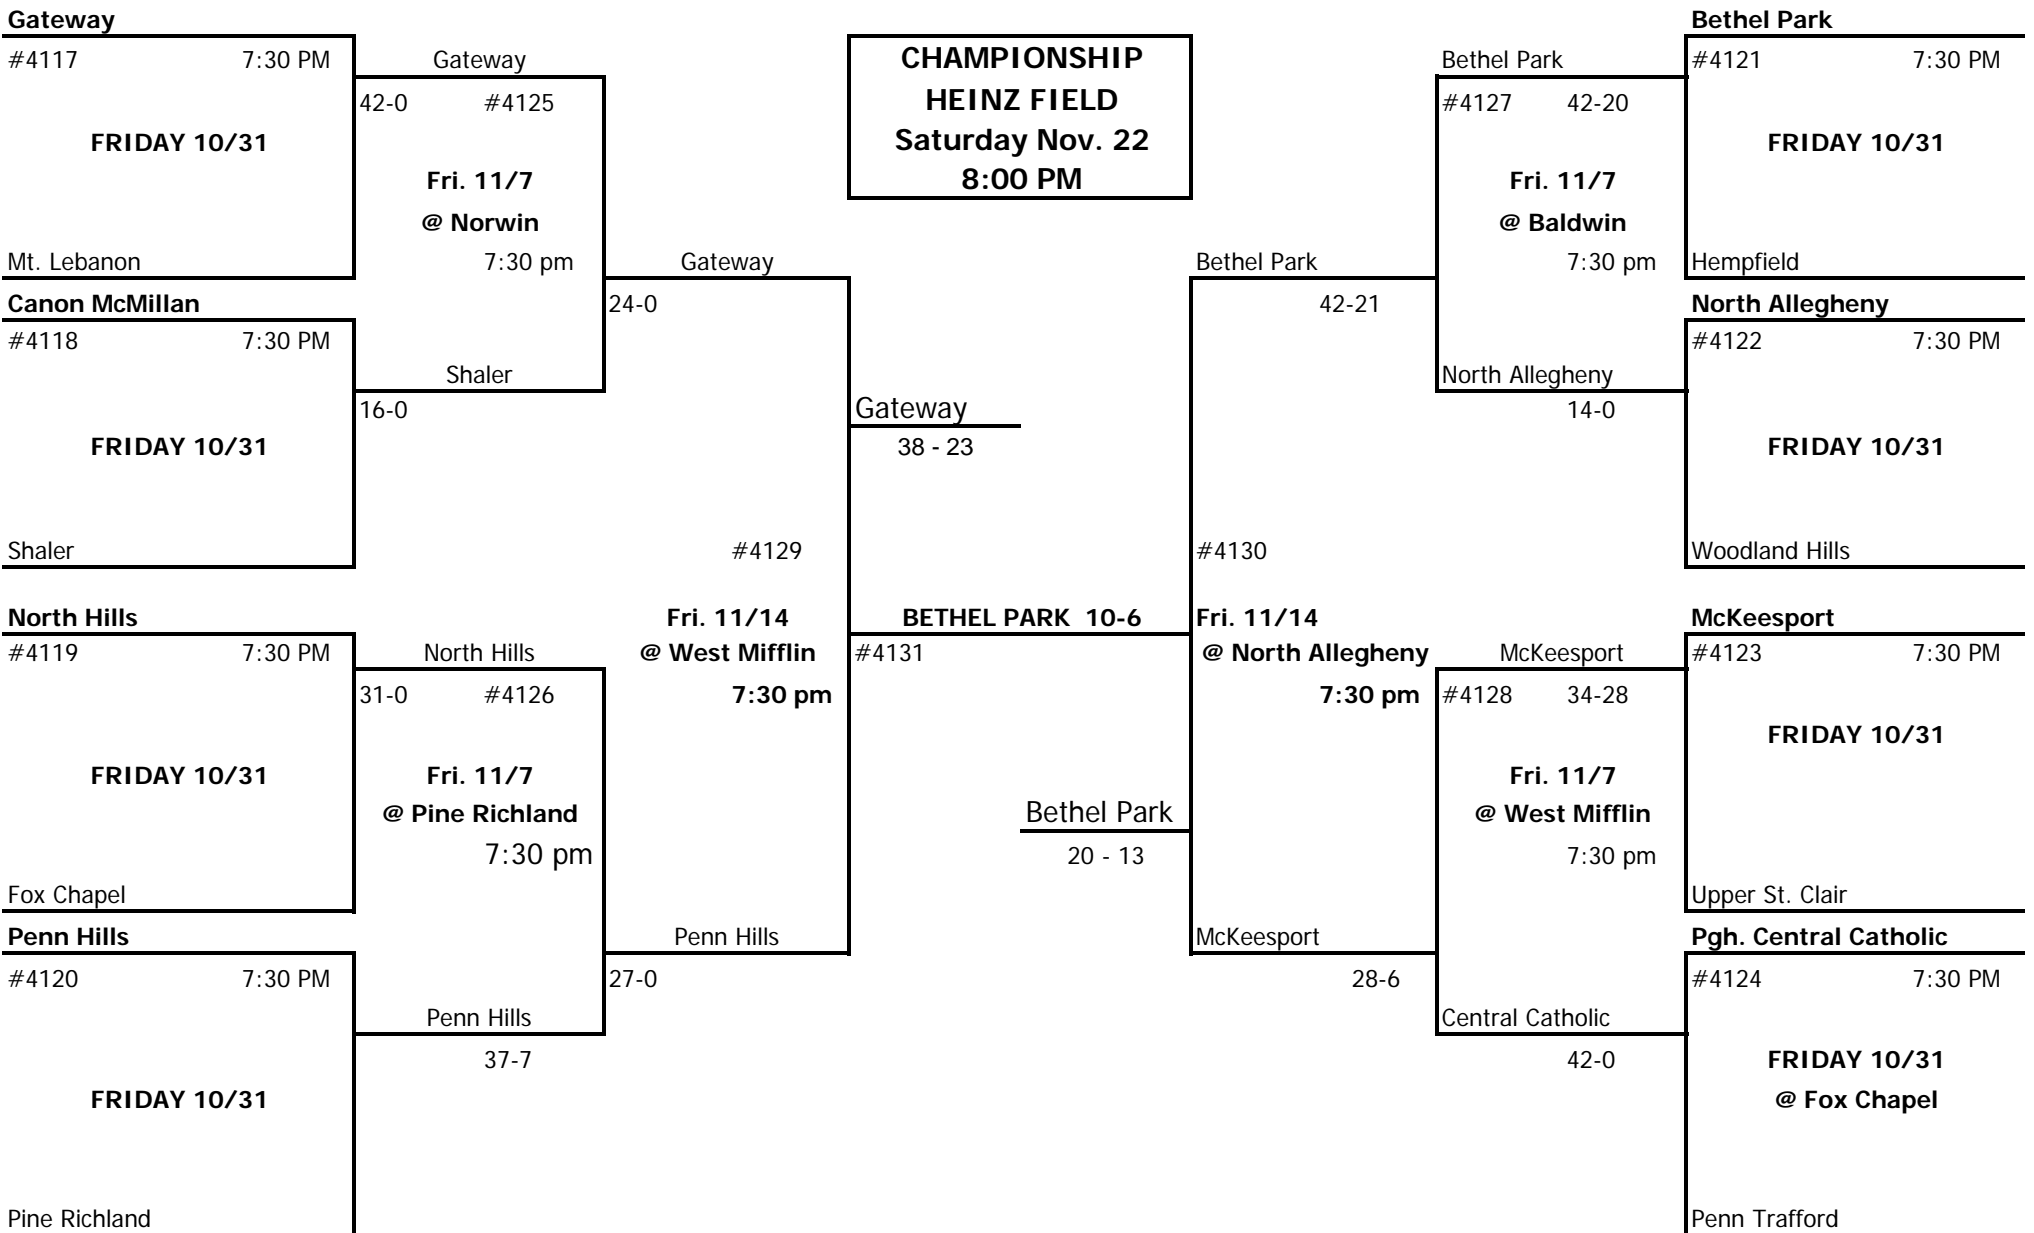 Gateway
#4117 7:30 PM
FRIDAY 10/31
Mt. Lebanon
Canon McMillan
#4118 7:30 PM
FRIDAY 10/31
Shaler
North Hills
#4119 7:30 PM
FRIDAY 10/31
Fox Chapel
Penn Hills
#4120 7:30 PM
FRIDAY 10/31
Pine Richland
Gateway
42-0 #4125
Fri. 11/7
@ Norwin
7:30 pm
Shaler
16-0
North Hills
31-0 #4126
Fri. 11/7
@ Pine Richland
7:30 pm
Penn Hills
37-7
Gateway
24-0
#4129
Fri. 11/14
@ West Mifflin
7:30 pm
Penn Hills
27-0
CHAMPIONSHIP
HEINZ FIELD
Saturday Nov. 22
8:00 PM
Gateway
38 - 23
BETHEL PARK 10-6
#4131
Bethel Park
20 - 13
Bethel Park
42-21
#4130
Fri. 11/14
@ North Allegheny
7:30 pm
McKeesport
28-6
Bethel Park
#4127 42-20
Fri. 11/7
@ Baldwin
7:30 pm
North Allegheny
14-0
McKeesport
#4128 34-28
Fri. 11/7
@ West Mifflin
7:30 pm
Central Catholic
42-0
Bethel Park
#4121 7:30 PM
FRIDAY 10/31
Hempfield
North Allegheny
#4122 7:30 PM
FRIDAY 10/31
Woodland Hills
McKeesport
#4123 7:30 PM
FRIDAY 10/31
Upper St. Clair
Pgh. Central Catholic
#4124 7:30 PM
FRIDAY 10/31
@ Fox Chapel
Penn Trafford